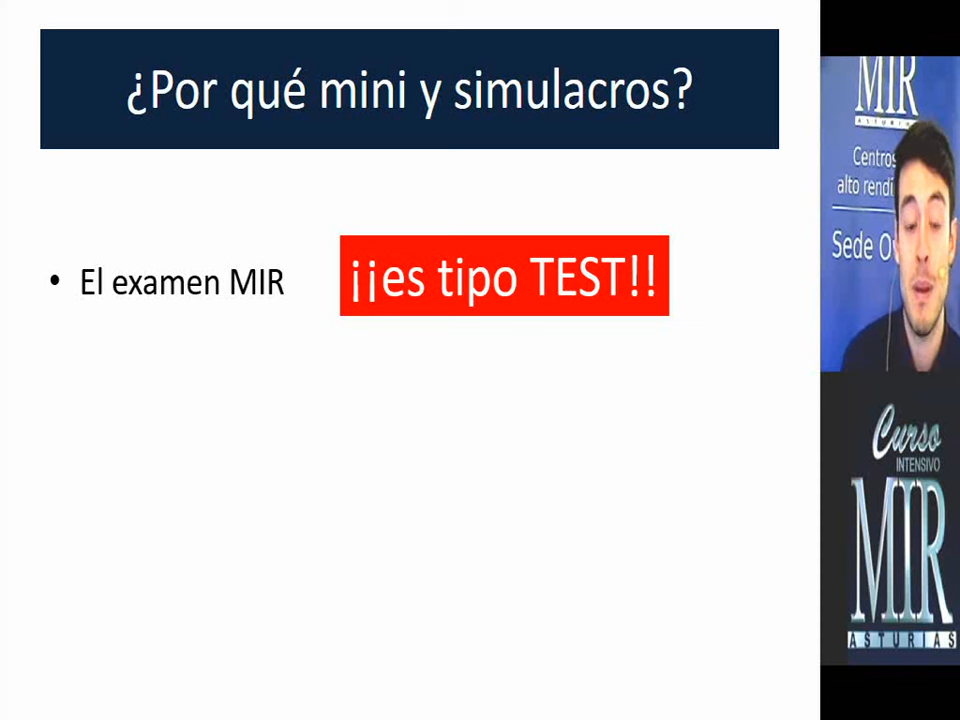 ¿Por qué mini y simulacros?
• El examen MIR
¡¡es tipo TEST!!
MIR
ASTURI
Centros
alto rendi
Sede O
Curso
INTENSIVO
MIR
ASTURIAS